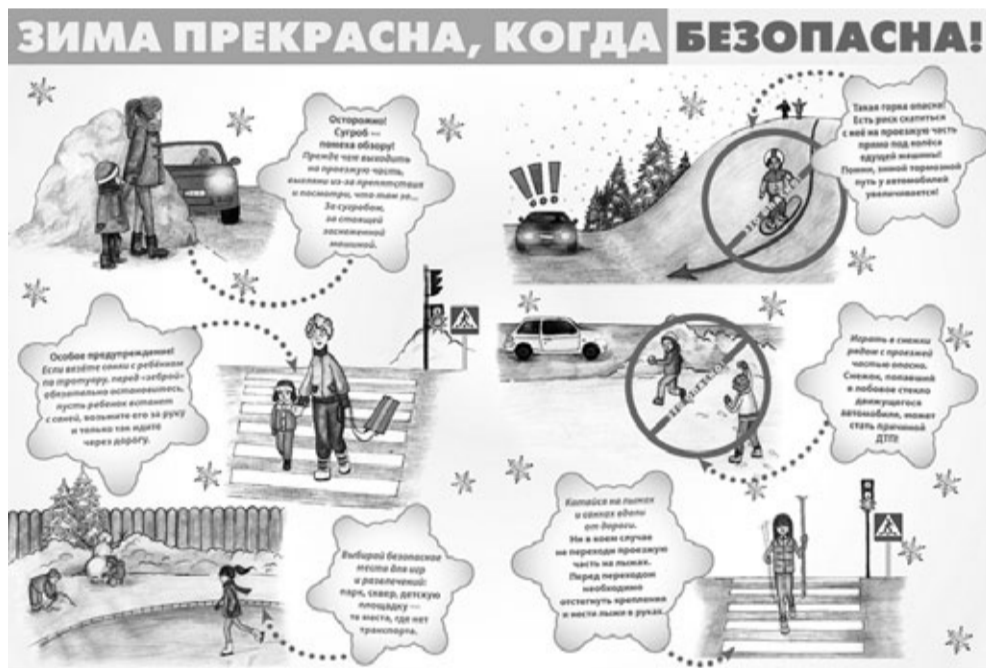 ЗИМА ПРЕКРАСНА, КОГДА БЕЗОПАСНА!
Осторожно!
Сугроб —
помеха обзору!
Прежде чем выходить
на проезжую часть,
выгляни из-за препятствия
и посмотри, что там за...
За сугробом,
за стоящей
заснеженной
машиной.
Такая горка опасна!
Есть риск скатиться
с неё на проезжую часть
прямо под колёса
едущей машины!
Помни, зимой тормозной
путь у автомобилей
увеличивается!
Особое предупреждение!
Если везёте санки с ребёнком
по тротуару, перед «зеброй»
обязательно остановитесь,
пусть ребенок встанет
с саней, возьмите его за руку
и только так идите
через дорогу.
Играть в снежки
рядом с проезжей
частью опасно.
Снежок, попавший
в лобовое стекло
движущегося
автомобиля, может
стать причиной
ДТП!
Выбирай безопасное
место для игр
и развлечений:
парк, сквер, детскую
площадку —
те места, где нет
транспорта.
Катайся на лыжах
и санках вдали
от дороги.
Ни в коем случае
не переходи проезжую
часть на лыжах.
Перед переходом
необходимо
отстегнуть крепления
и нести лыжи в руках.